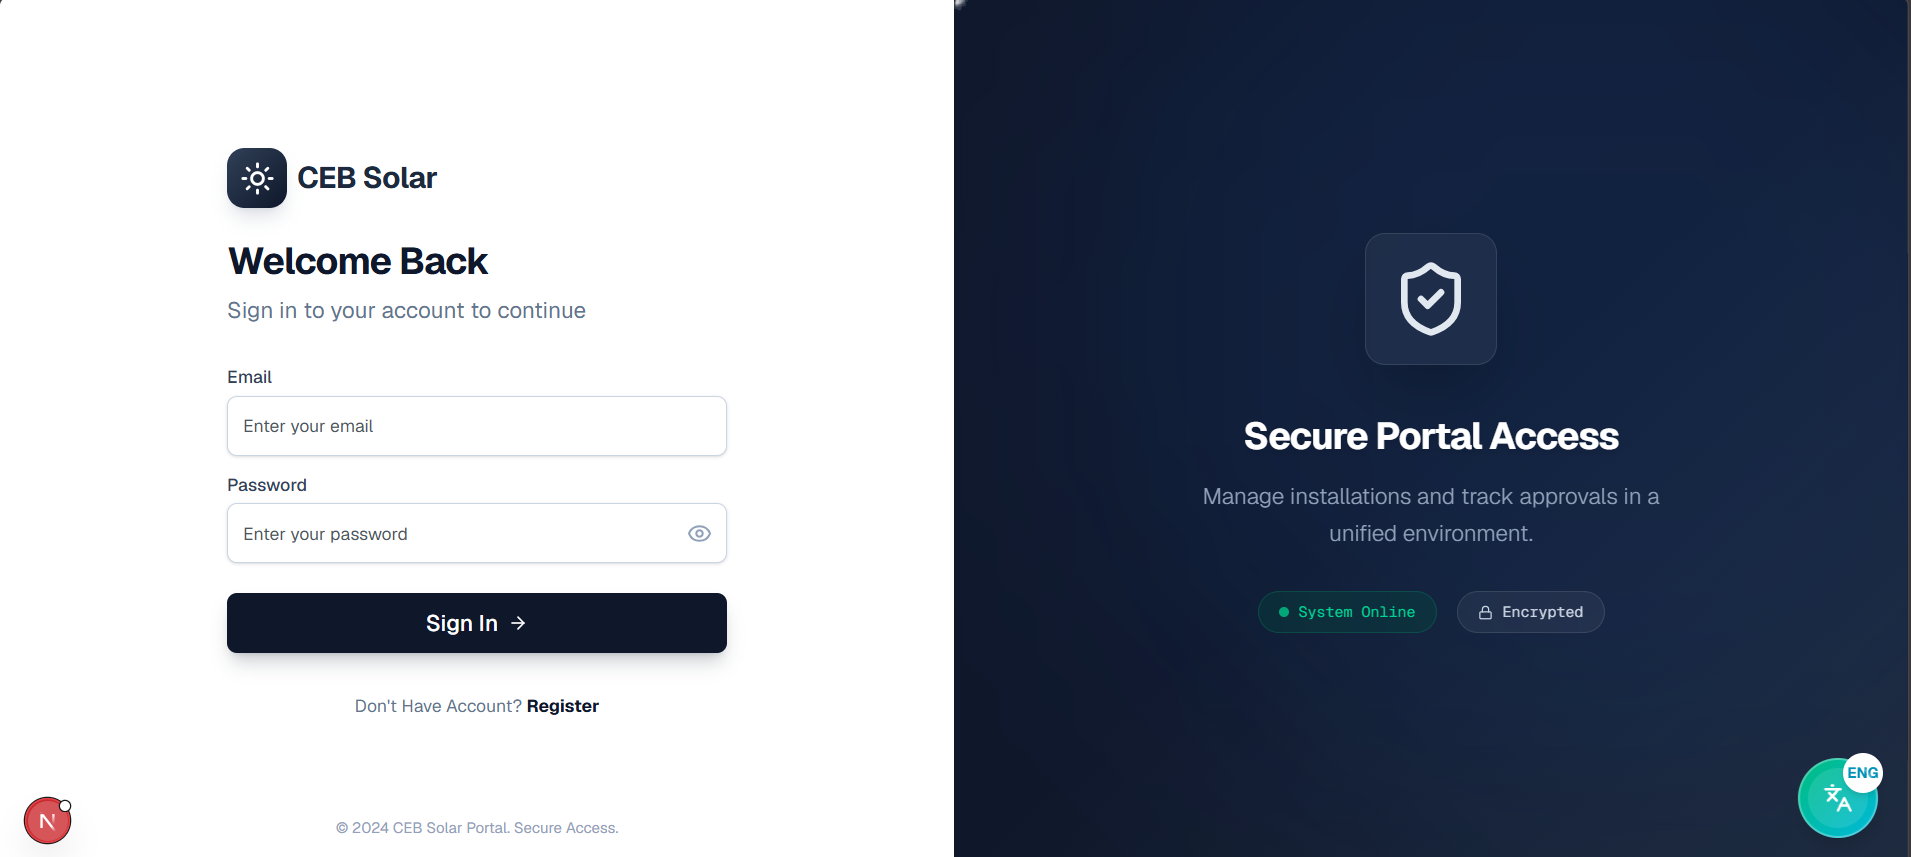 CEB Solar
Welcome Back
Sign in to your account to continue
Email
Enter your email
Password
Enter your password
Sign In →
Don't Have Account? Register
© 2024 CEB Solar Portal. Secure Access.
N
Secure Portal Access
Manage installations and track approvals in a
unified environment.
System Online
Encrypted
ENG
文A